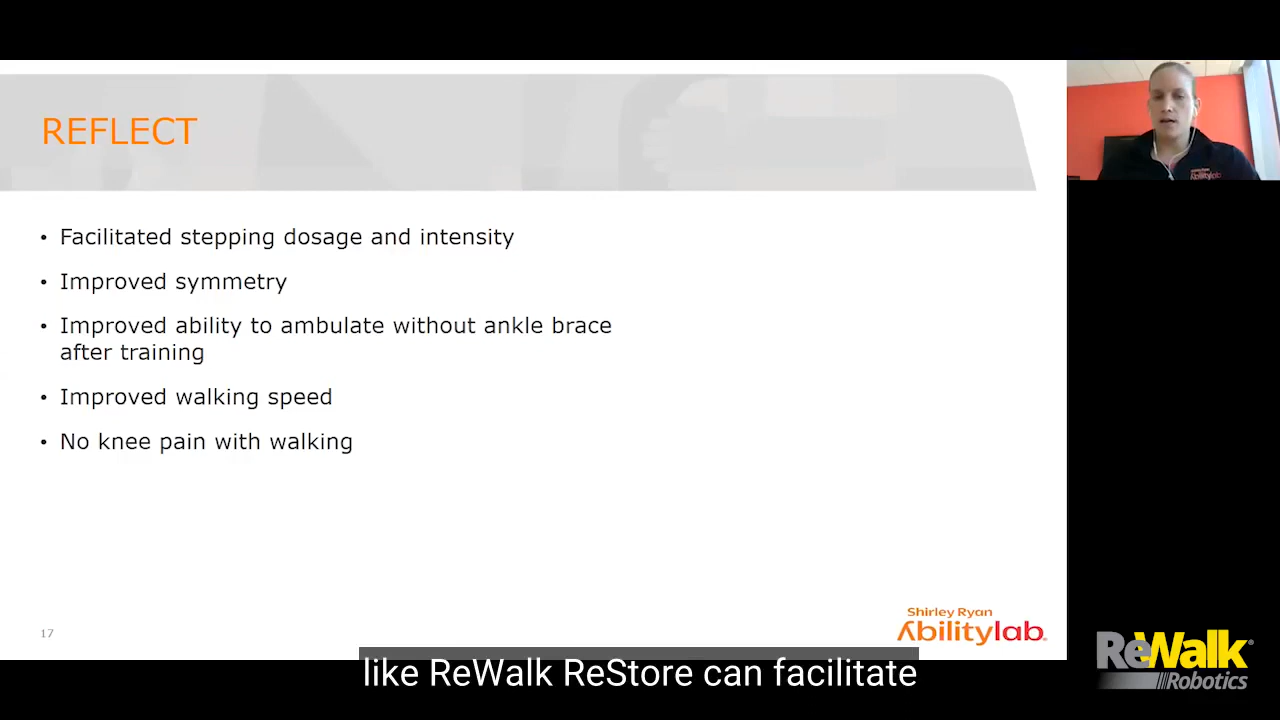 REFLECT
• Facilitated stepping dosage and intensity
• Improved symmetry
• Improved ability to ambulate without ankle brace
after training
• Improved walking speed
• No knee pain with walking
17
Shirley Ryan
Abilitylab
ReWalk
Robotics
like ReWalk ReStore can facilitate
Abilitylab